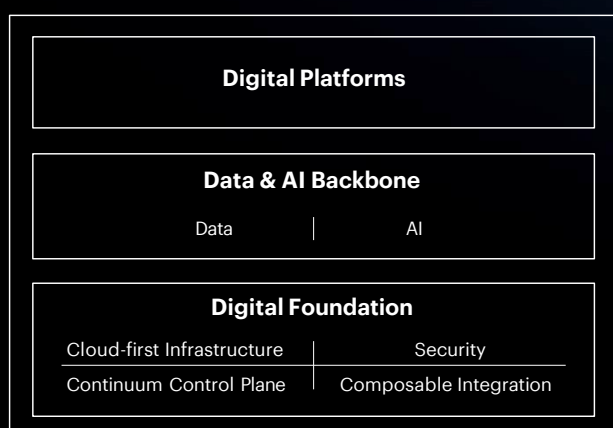 Digital Platforms
Data & AI Backbone
Data AI
Digital Foundation
Cloud-first Infrastructure Security
Continuum Control Plane Composable Integration